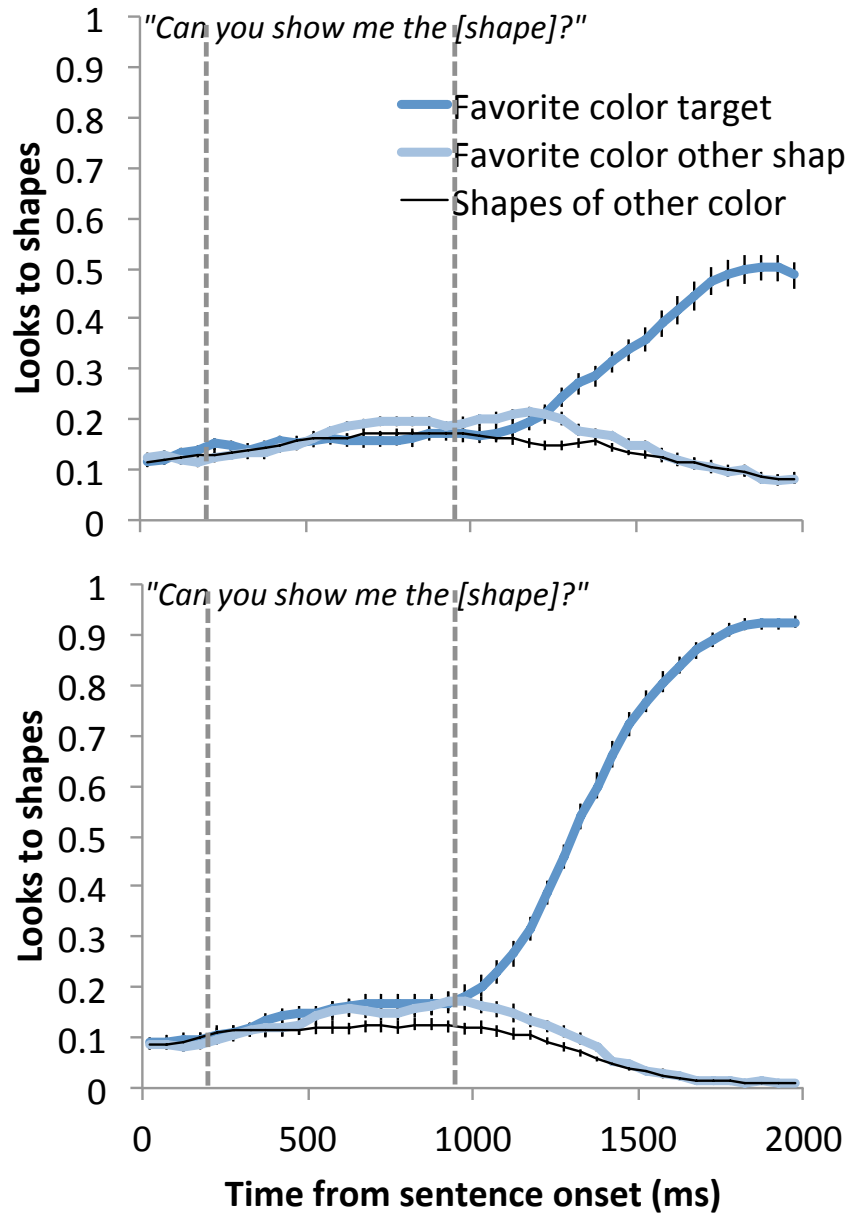 "Can you show me the [shape]?"
1
0.9
0.8
0.7
0.6
0.5
0.4
0.3
0.2
0.1
0
Looks to shapes
Favorite color target
Favorite color other shap
Shapes of other color
"Can you show me the [shape]?"
1
0.9
0.8
0.7
0.6
0.5
0.4
0.3
0.2
0.1
0
Looks to shapes
0 500 1000 1500 2000
Time from sentence onset (ms)